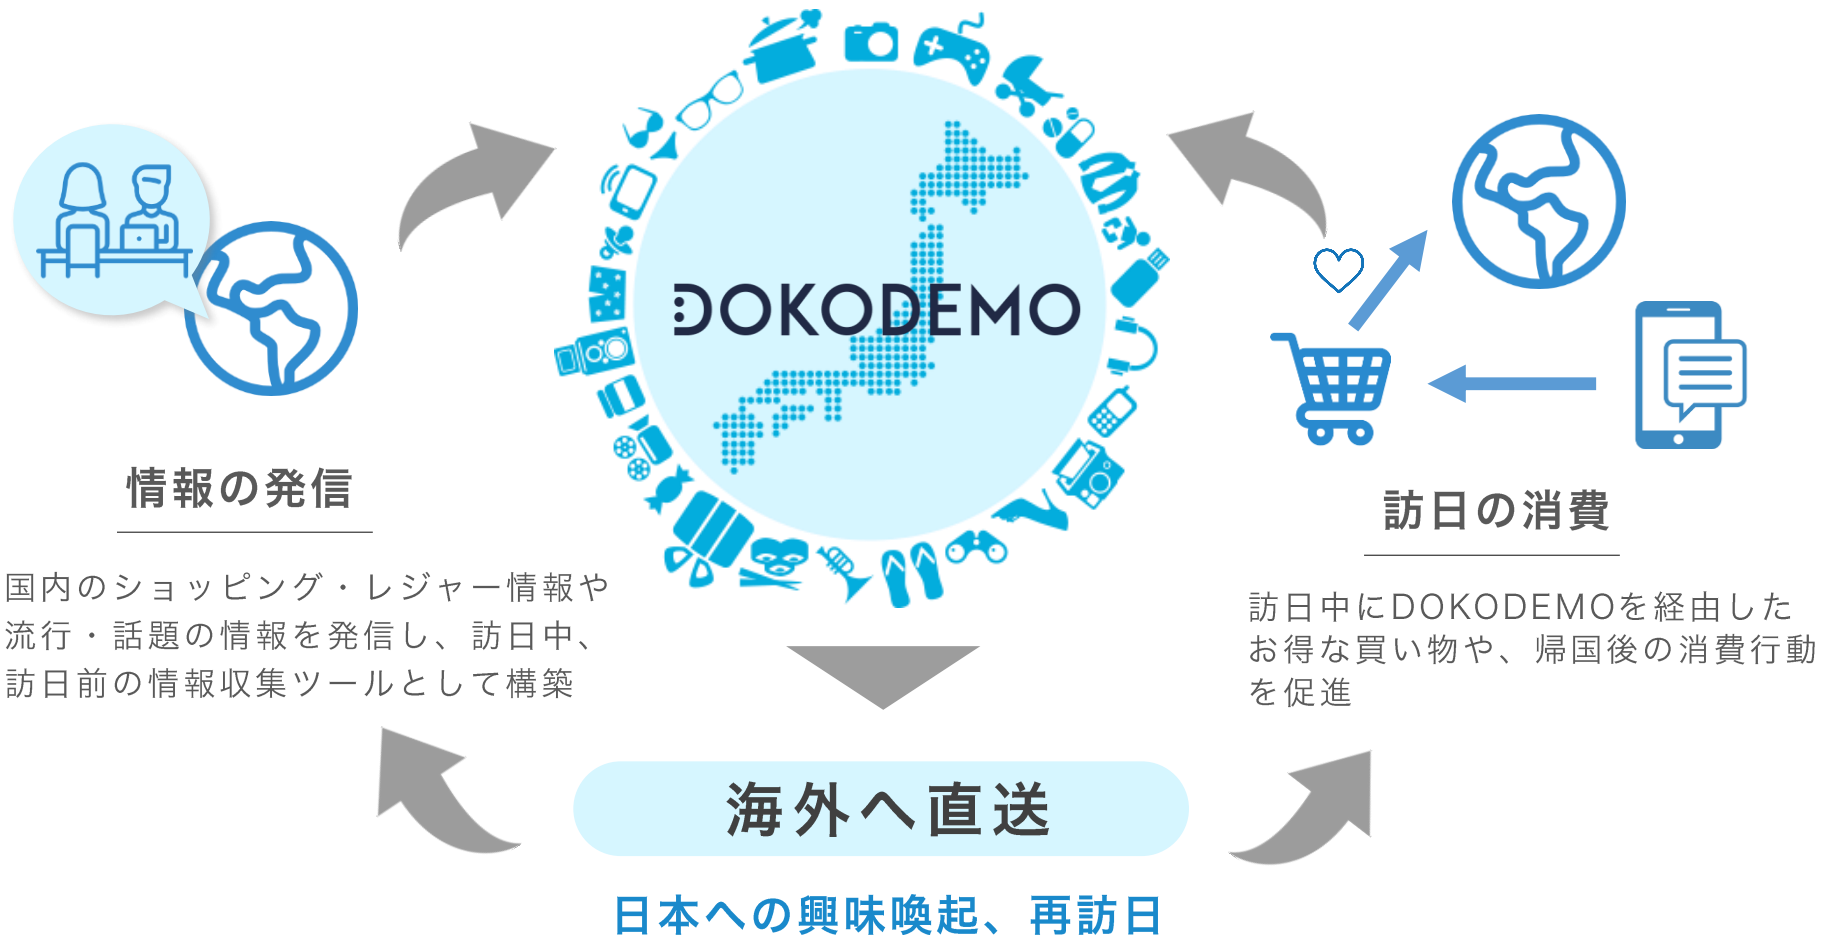 DOKODEMO
情報の発信
国内のショッピング・レジャー情報や
流行・話題の情報を発信し、訪日中、
訪日前の情報収集ツールとして構築
訪日の消費
訪日中にDOKODEMOを経由した
お得な買い物や、帰国後の消費行動
を促進
海外へ直送
日本への興味喚起、再訪日